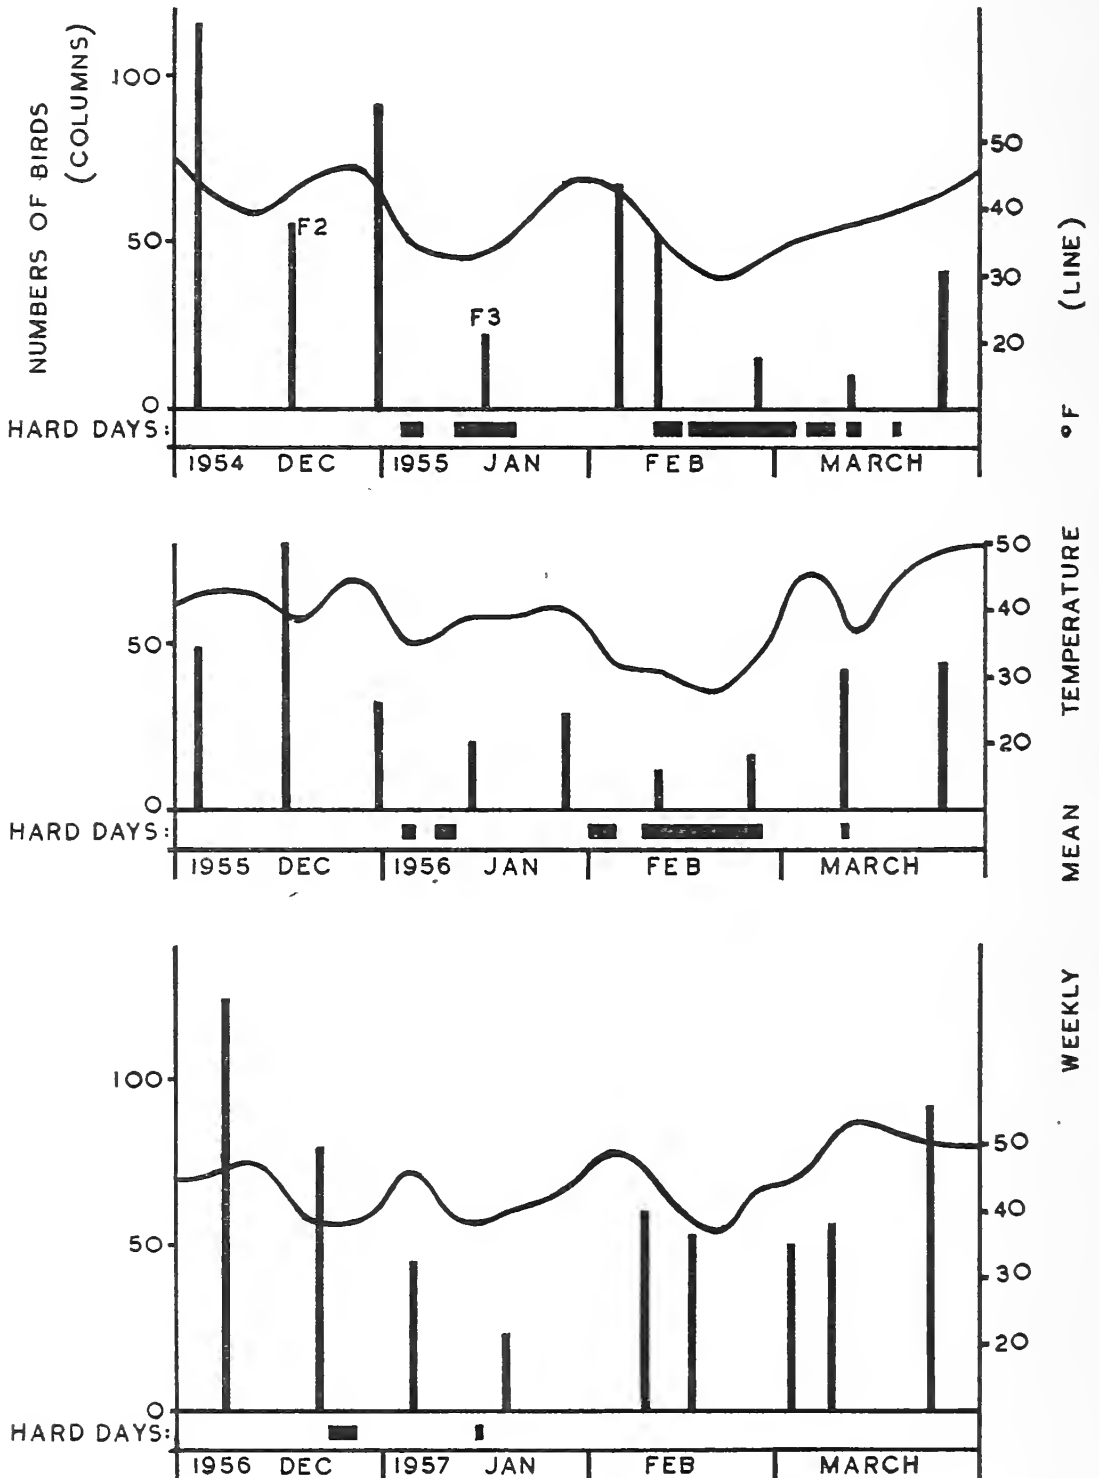 NUMBERS OF BIRDS
(COLUMNS)
100
50
0
F2
F3
50
40
30
20
HARD DAYS:
1954 DEC 1955 JAN FEB MARCH
50
0
50
40
30
20
HARD DAYS:
1955 DEC 1956 JAN FEB MARCH
100
50
0
50
40
30
20
HARD DAYS:
1956 DEC 1957 JAN FEB MARCH
WEEKLY MEAN TEMPERATURE °F (LINE)